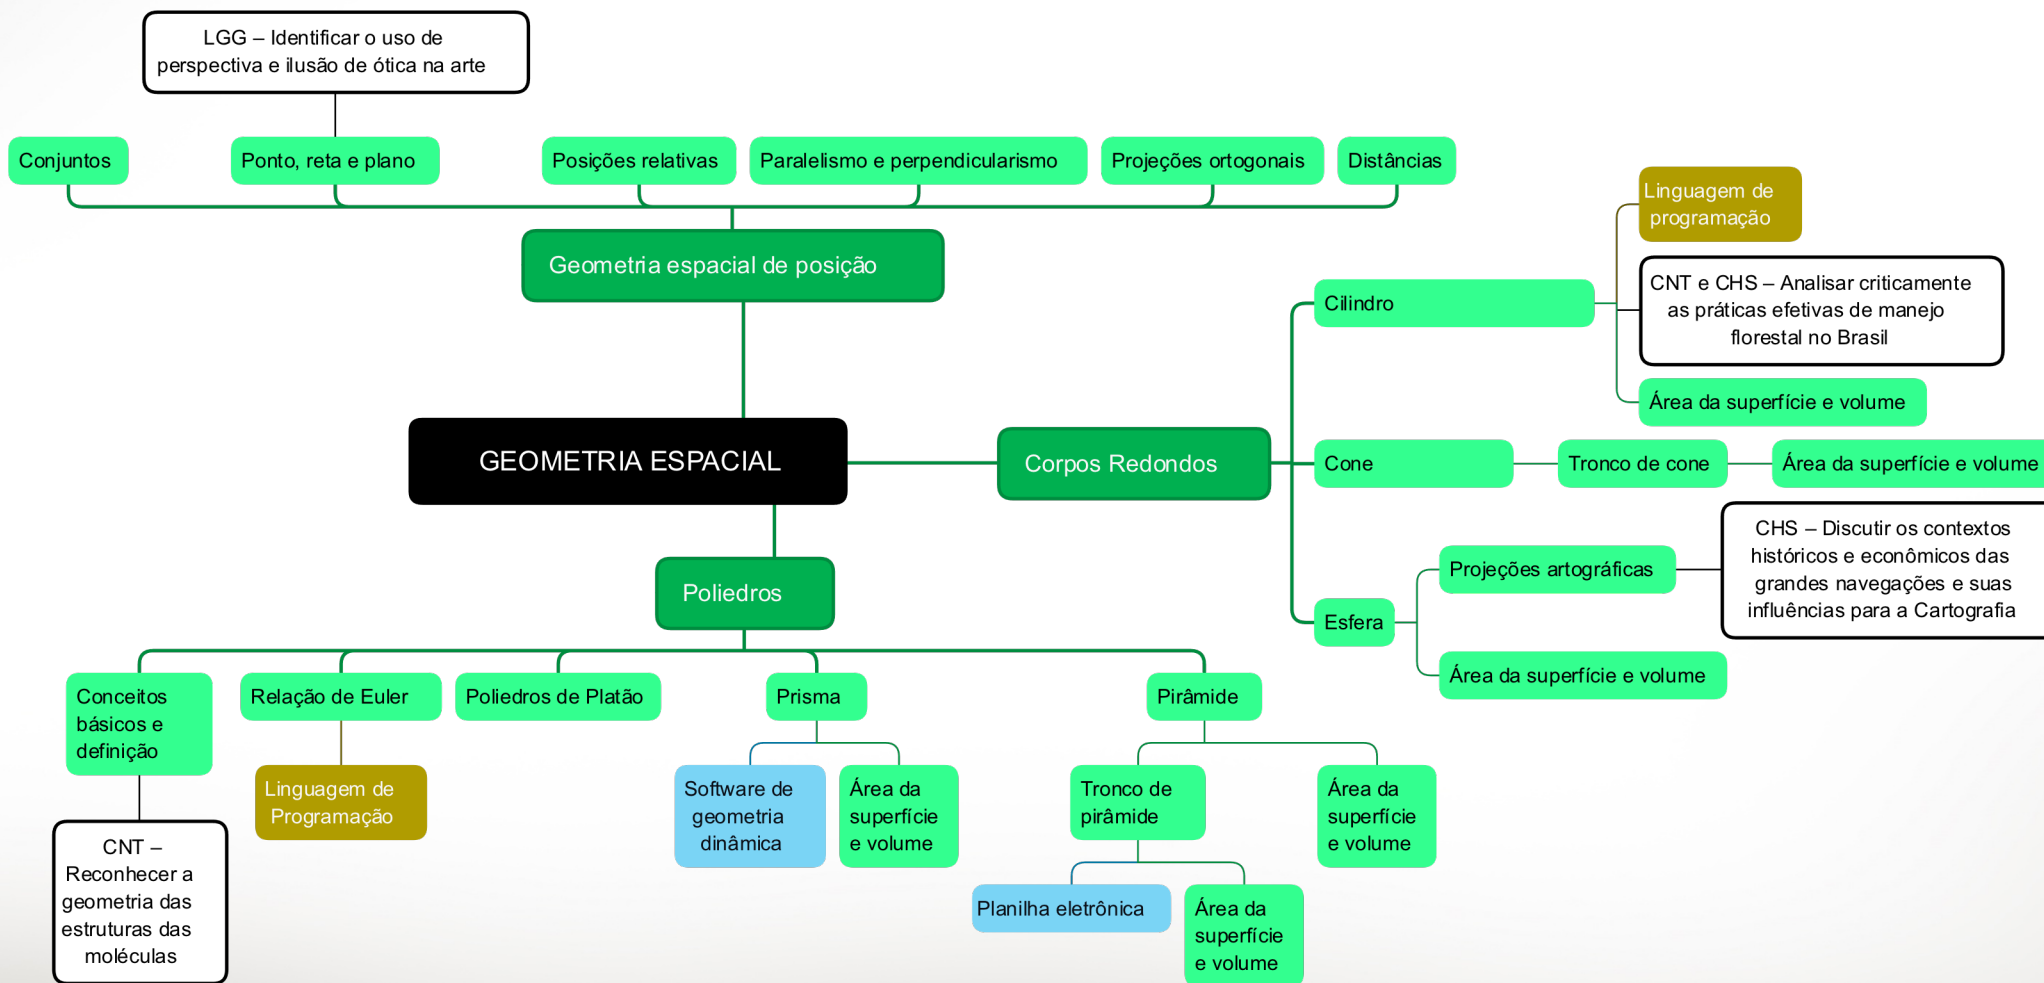 LGG – Identificar o uso de
perspectiva e ilusão de ótica na arte
Conjuntos
Ponto, reta e plano
Posições relativas
Paralelismo e perpendicularismo
Projeções ortogonais
Distâncias
Geometria espacial de posição
GEOMETRIA ESPACIAL
Corpos Redondos
Cilindro
Linguagem de
programação
CNT e CHS – Analisar criticamente
as práticas efetivas de manejo
florestal no Brasil
Área da superfície e volume
Cone
Tronco de cone
Área da superfície e volume
Esfera
Projeções artográficas
CHS – Discutir os contextos
históricos e econômicos das
grandes navegações e suas
influências para a Cartografia
Área da superfície e volume
Poliedros
Conceitos
básicos e
definição
CNT –
Reconhecer a
geometria das
estruturas das
moléculas
Relação de Euler
Linguagem de
Programação
Poliedros de Platão
Prisma
Software de
geometria
dinâmica
Área da
superfície
e volume
Pirâmide
Tronco de
pirâmide
Planilha eletrônica
Área da
superfície
e volume
Área da
superfície
e volume